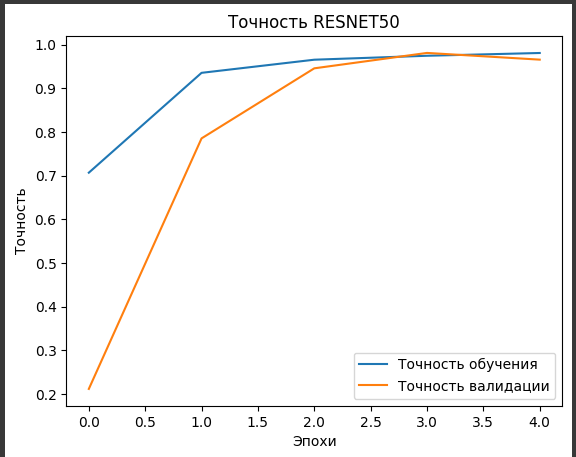 Точность RESNET50
1.0
0.9
0.8
0.7
0.6
0.5
0.4
0.3
0.2
Точность
Точность обучения
Точность валидации
0.0 0.5 1.0 1.5 2.0 2.5 3.0 3.5 4.0
Эпохи